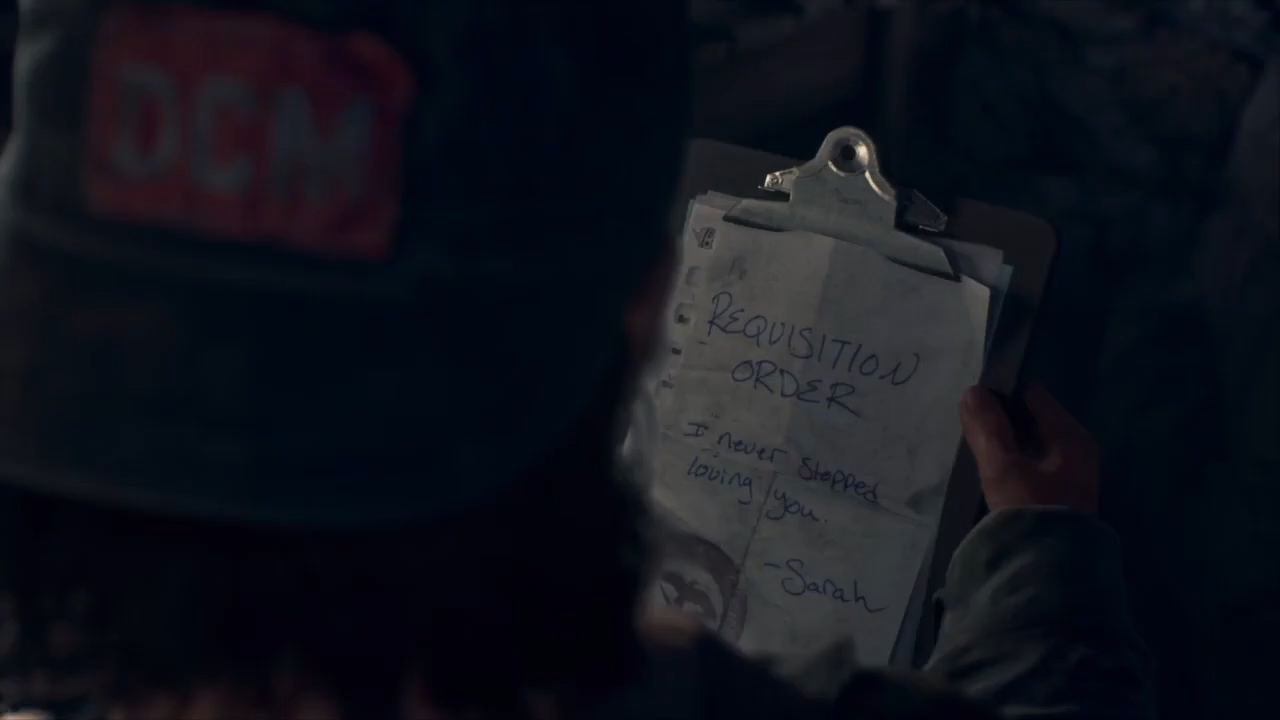 DCM
REQUISITION
ORDER
I never stopped
loving you.
-Sarah